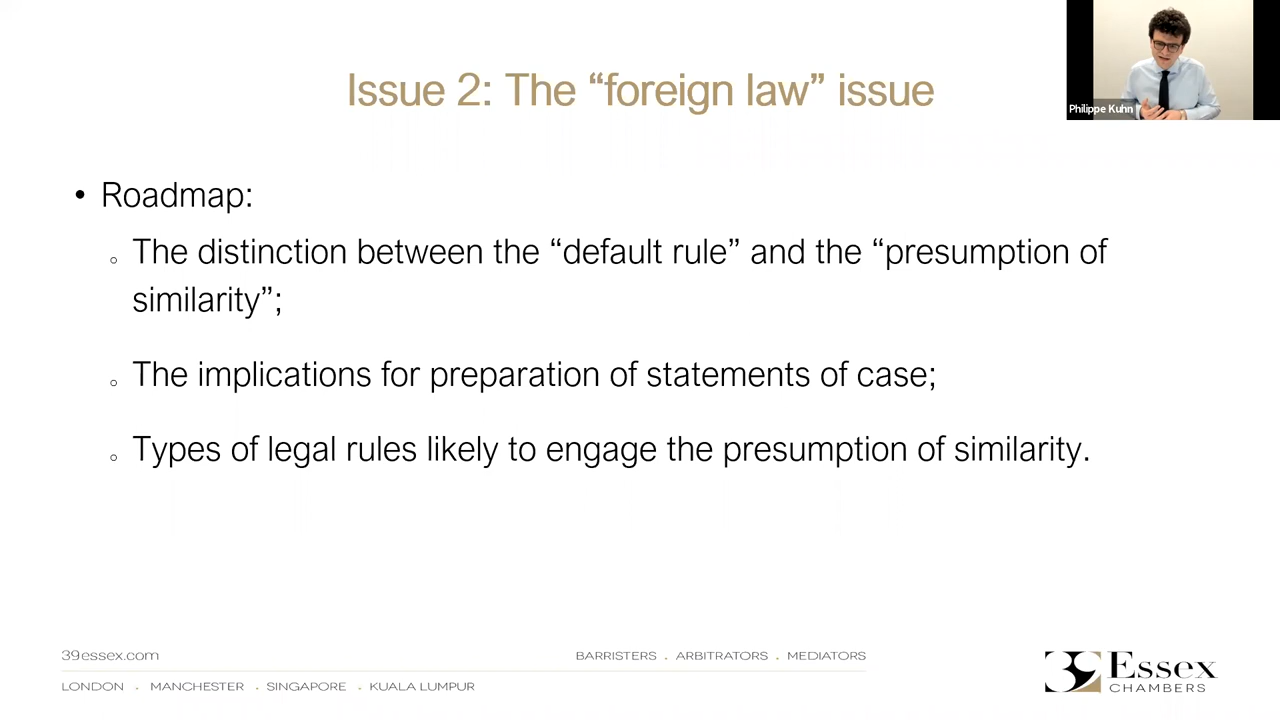 Philippe Kuhn
Issue 2: The “foreign law” issue
• Roadmap:
○ The distinction between the “default rule” and the “presumption of
similarity”;
○ The implications for preparation of statements of case;
○ Types of legal rules likely to engage the presumption of similarity.
39essex.com
BARRISTERS . ARBITRATORS . MEDIATORS
LONDON . MANCHESTER . SINGAPORE . KUALA LUMPUR
39 Essex
CHAMBERS